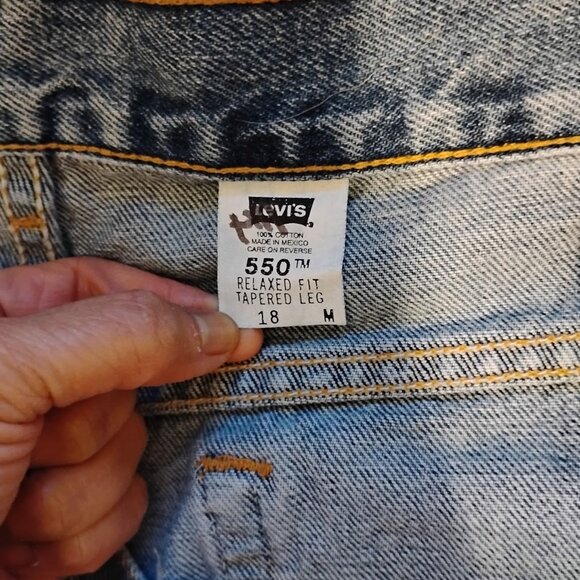 Levi's
100% COTTON
MADE IN MEXICO
CARE ON REVERSE
550™
RELAXED FIT
TAPERED LEG
18 M